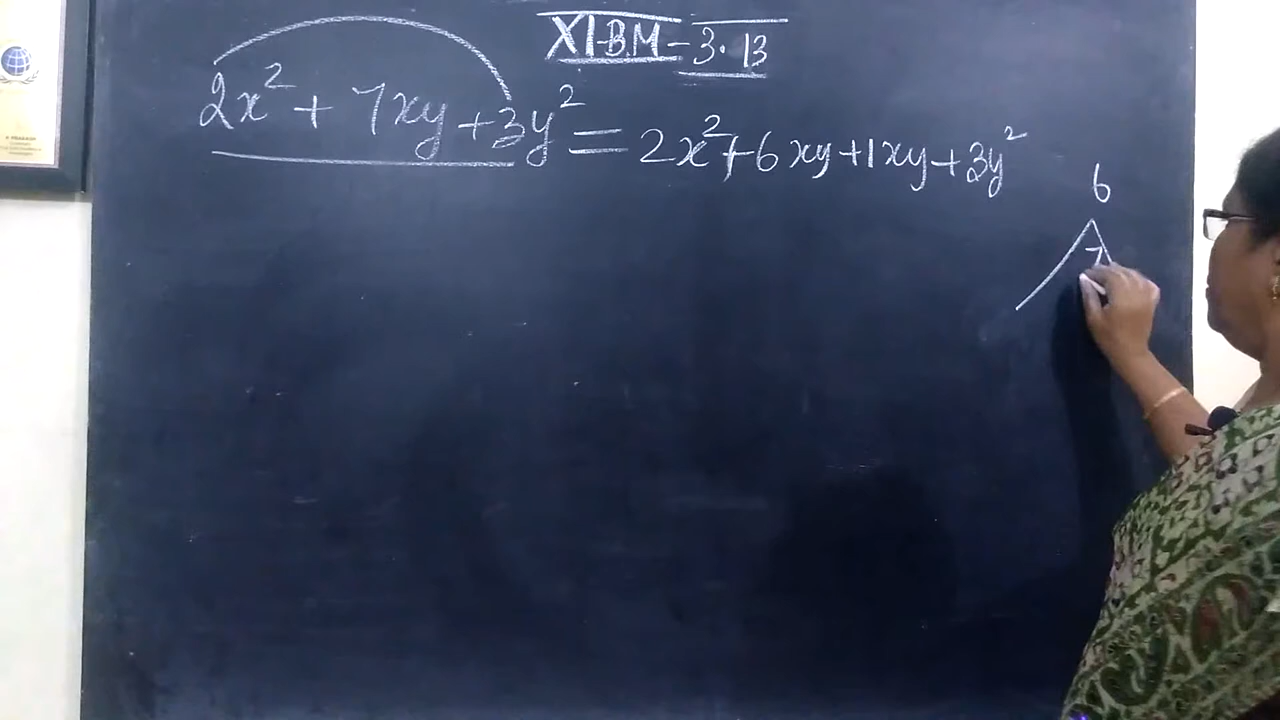 XI-B.M - 3.13
2x² + 7xy + 3y² = 2x² + 6xy + 1xy + 3y²
6
7